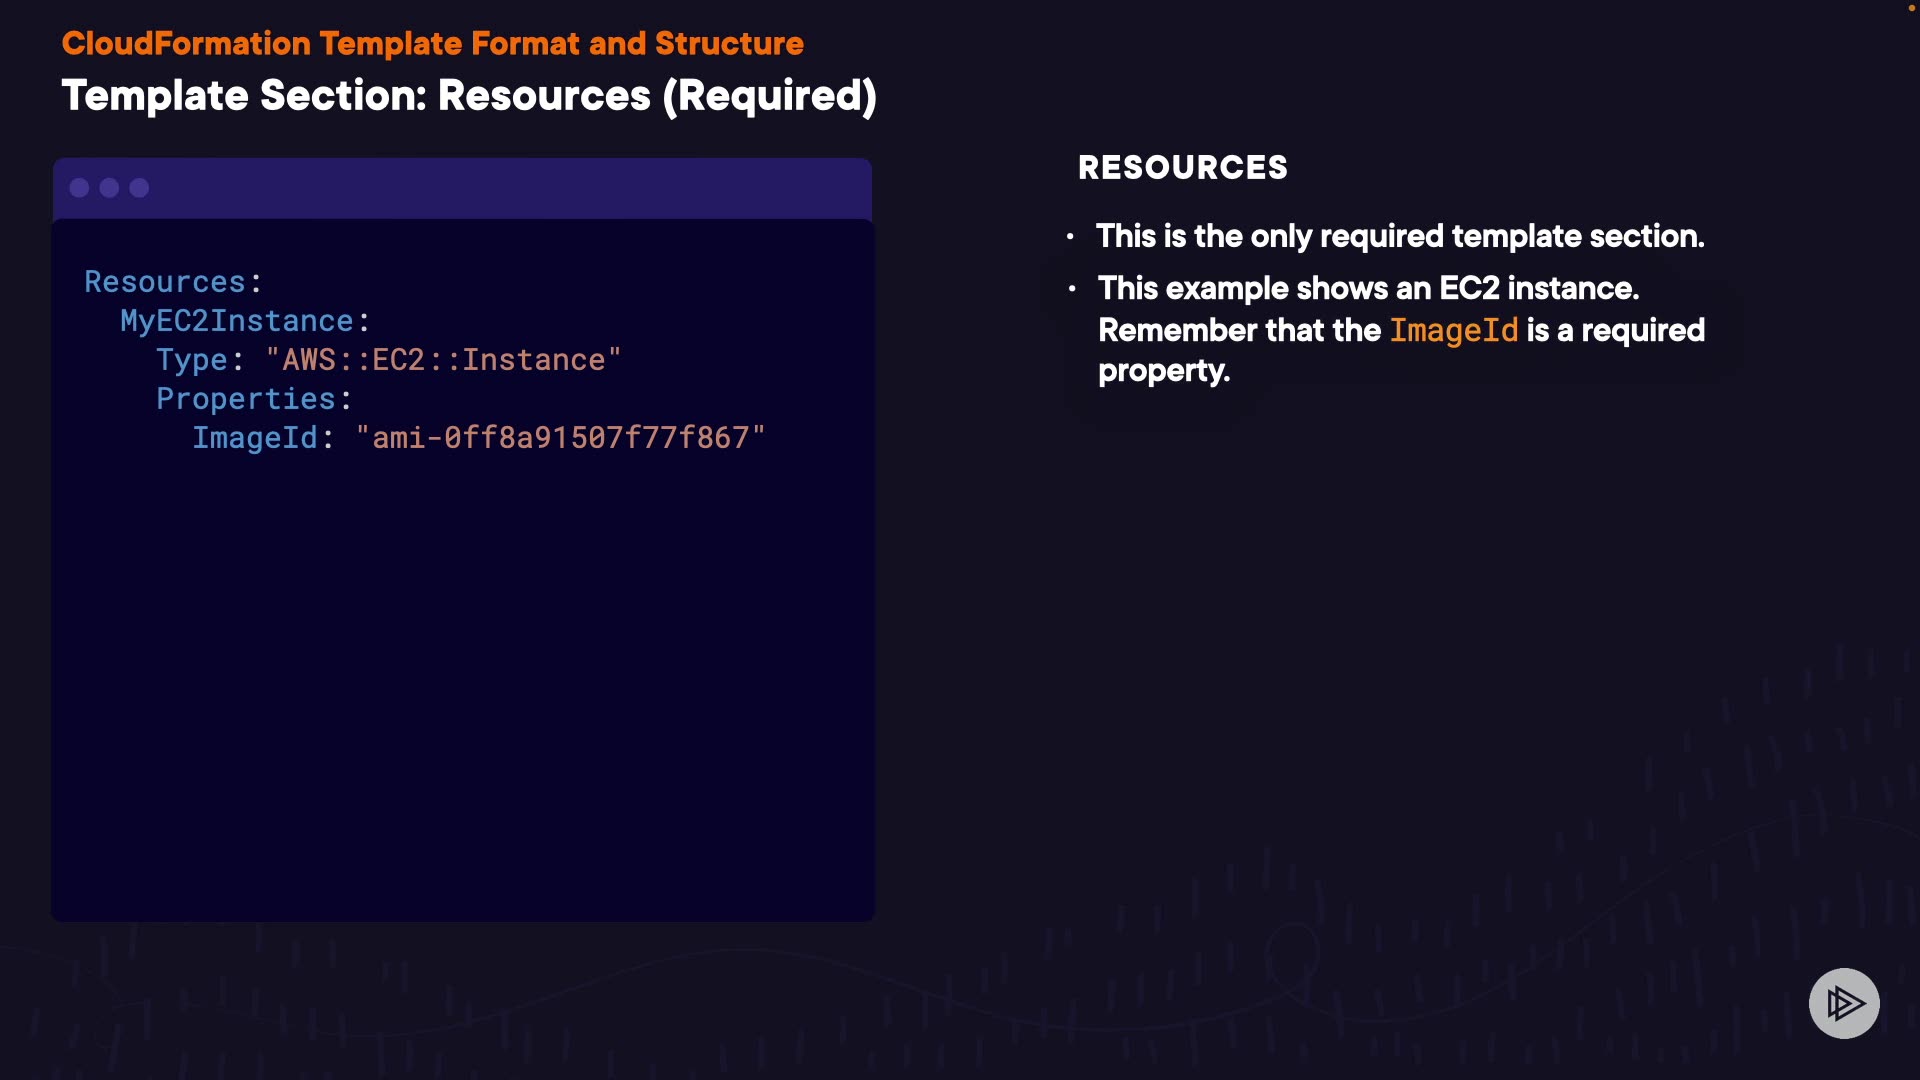 CloudFormation Template Format and Structure
Template Section: Resources (Required)
Resources:
  MyEC2Instance:
    Type: "AWS::EC2::Instance"
    Properties:
      ImageId: "ami-0ff8a91507f77f867"
RESOURCES
· This is the only required template section.
· This example shows an EC2 instance.
Remember that the ImageId is a required
property.